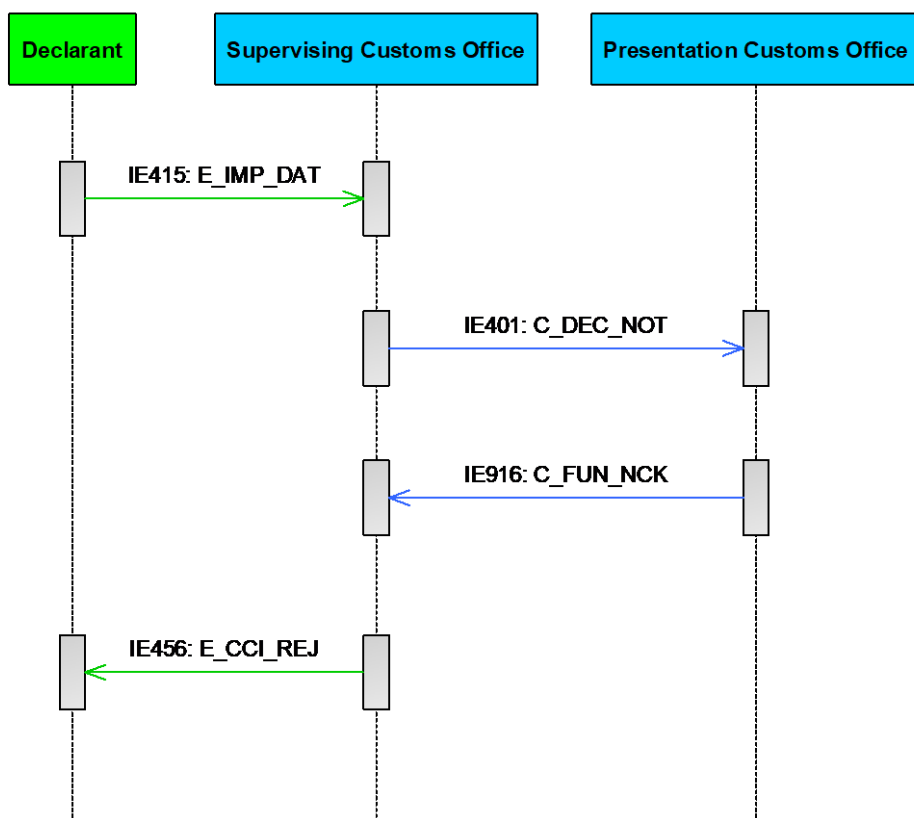 Declarant
Supervising Customs Office
Presentation Customs Office
IE415: E_IMP_DAT
IE401: C_DEC_NOT
IE916: C_FUN_NCK
IE456: E_CCI_REJ